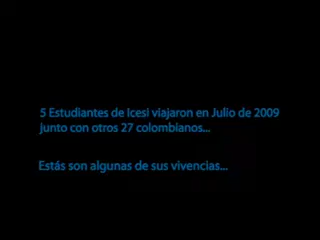 5 Estudiantes de Icesi viajaron en Julio de 2009
junto con otros 27 colombianos...
Estás son algunas de sus vivencias...